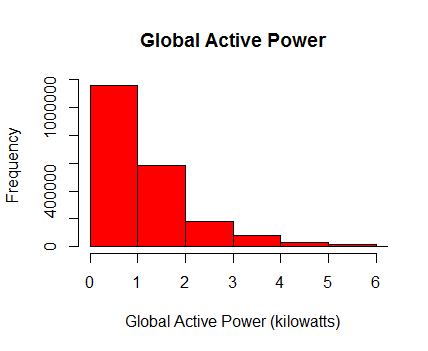 Global Active Power
Frequency
1000000
400000
0
0 1 2 3 4 5 6
Global Active Power (kilowatts)